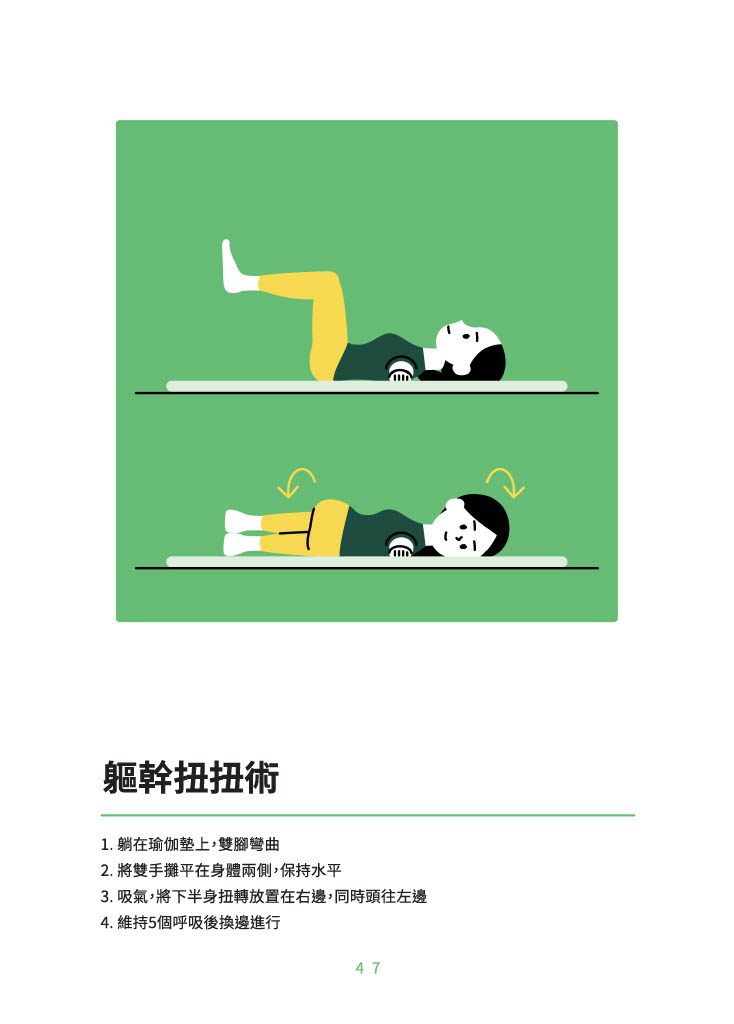 軀幹扭扭術
1. 躺在瑜伽墊上，雙腳彎曲
2. 將雙手攤平在身體兩側，保持水平
3. 吸氣，將下半身扭轉放置在右邊，同時頭往左邊
4. 維持5個呼吸後換邊進行
47